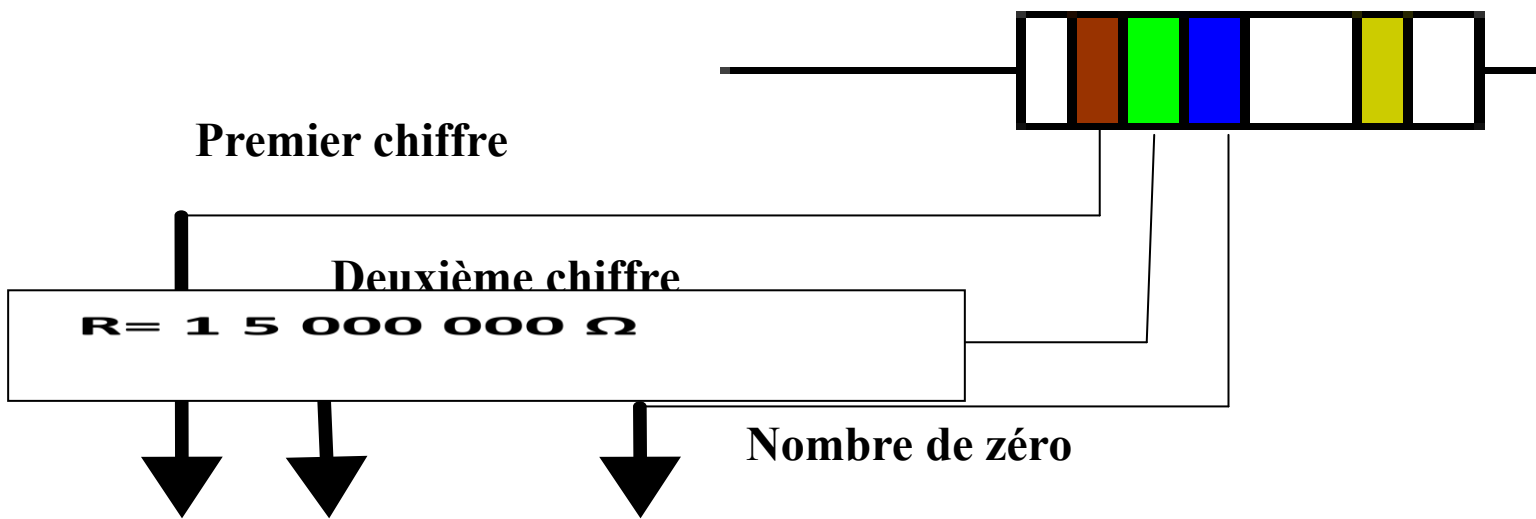 Premier chiffre
Deuxième chiffre
R= 1 5 000 000 Ω
Nombre de zéro